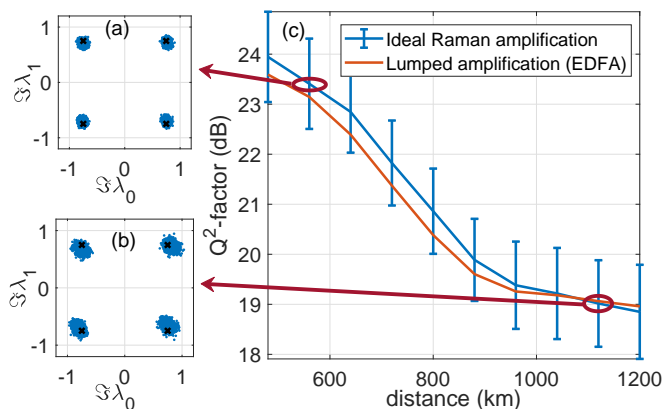 (a)
1
0
-1
ℑλ1
-1
0
1
ℑλ0
(b)
1
0
-1
ℑλ1
-1
0
1
ℑλ0
(c)
Ideal Raman amplification
Lumped amplification (EDFA)
24
23
22
21
20
19
18
Q²-factor (dB)
600
800
1000
1200
distance (km)